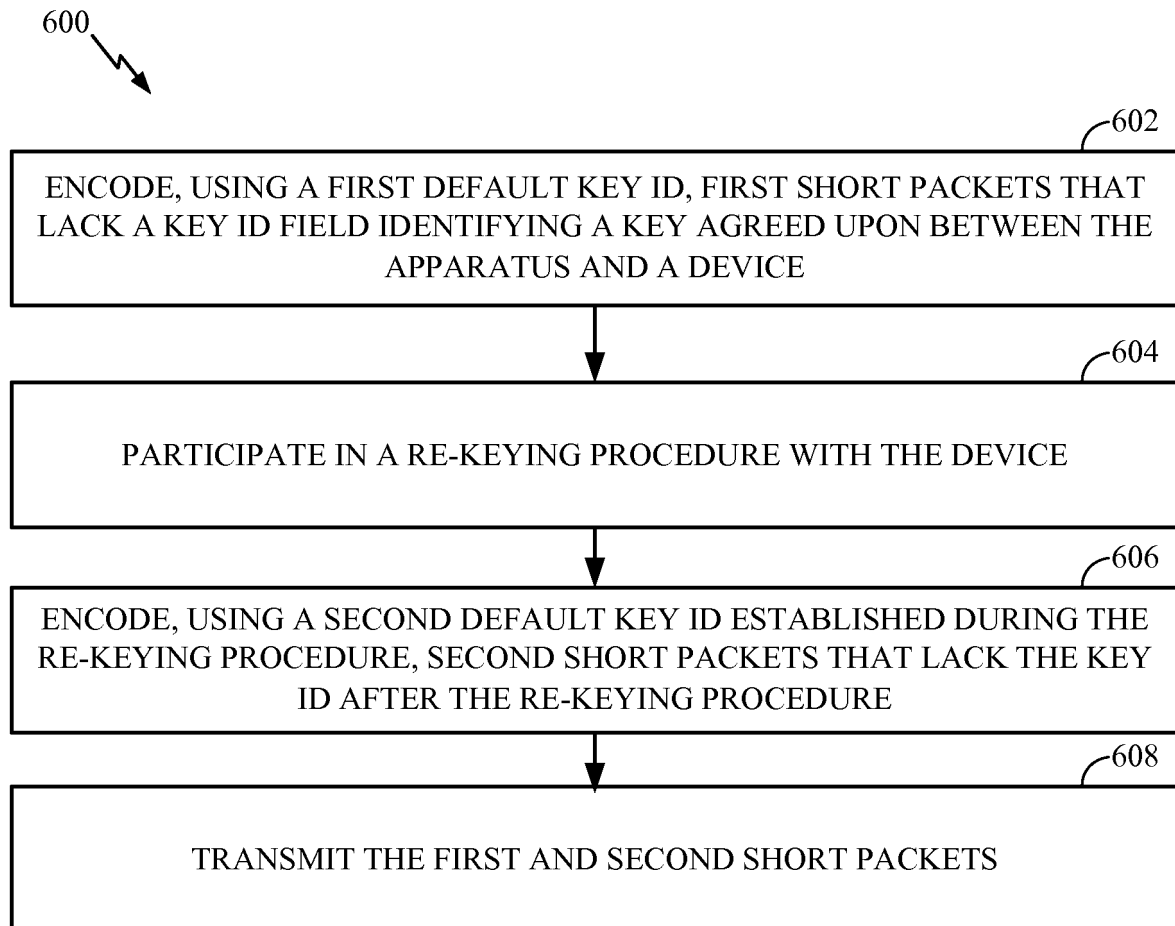 600
602
ENCODE, USING A FIRST DEFAULT KEY ID, FIRST SHORT PACKETS THAT
LACK A KEY ID FIELD IDENTIFYING A KEY AGREED UPON BETWEEN THE
APPARATUS AND A DEVICE
604
PARTICIPATE IN A RE-KEYING PROCEDURE WITH THE DEVICE
606
ENCODE, USING A SECOND DEFAULT KEY ID ESTABLISHED DURING THE
RE-KEYING PROCEDURE, SECOND SHORT PACKETS THAT LACK THE KEY
ID AFTER THE RE-KEYING PROCEDURE
608
TRANSMIT THE FIRST AND SECOND SHORT PACKETS